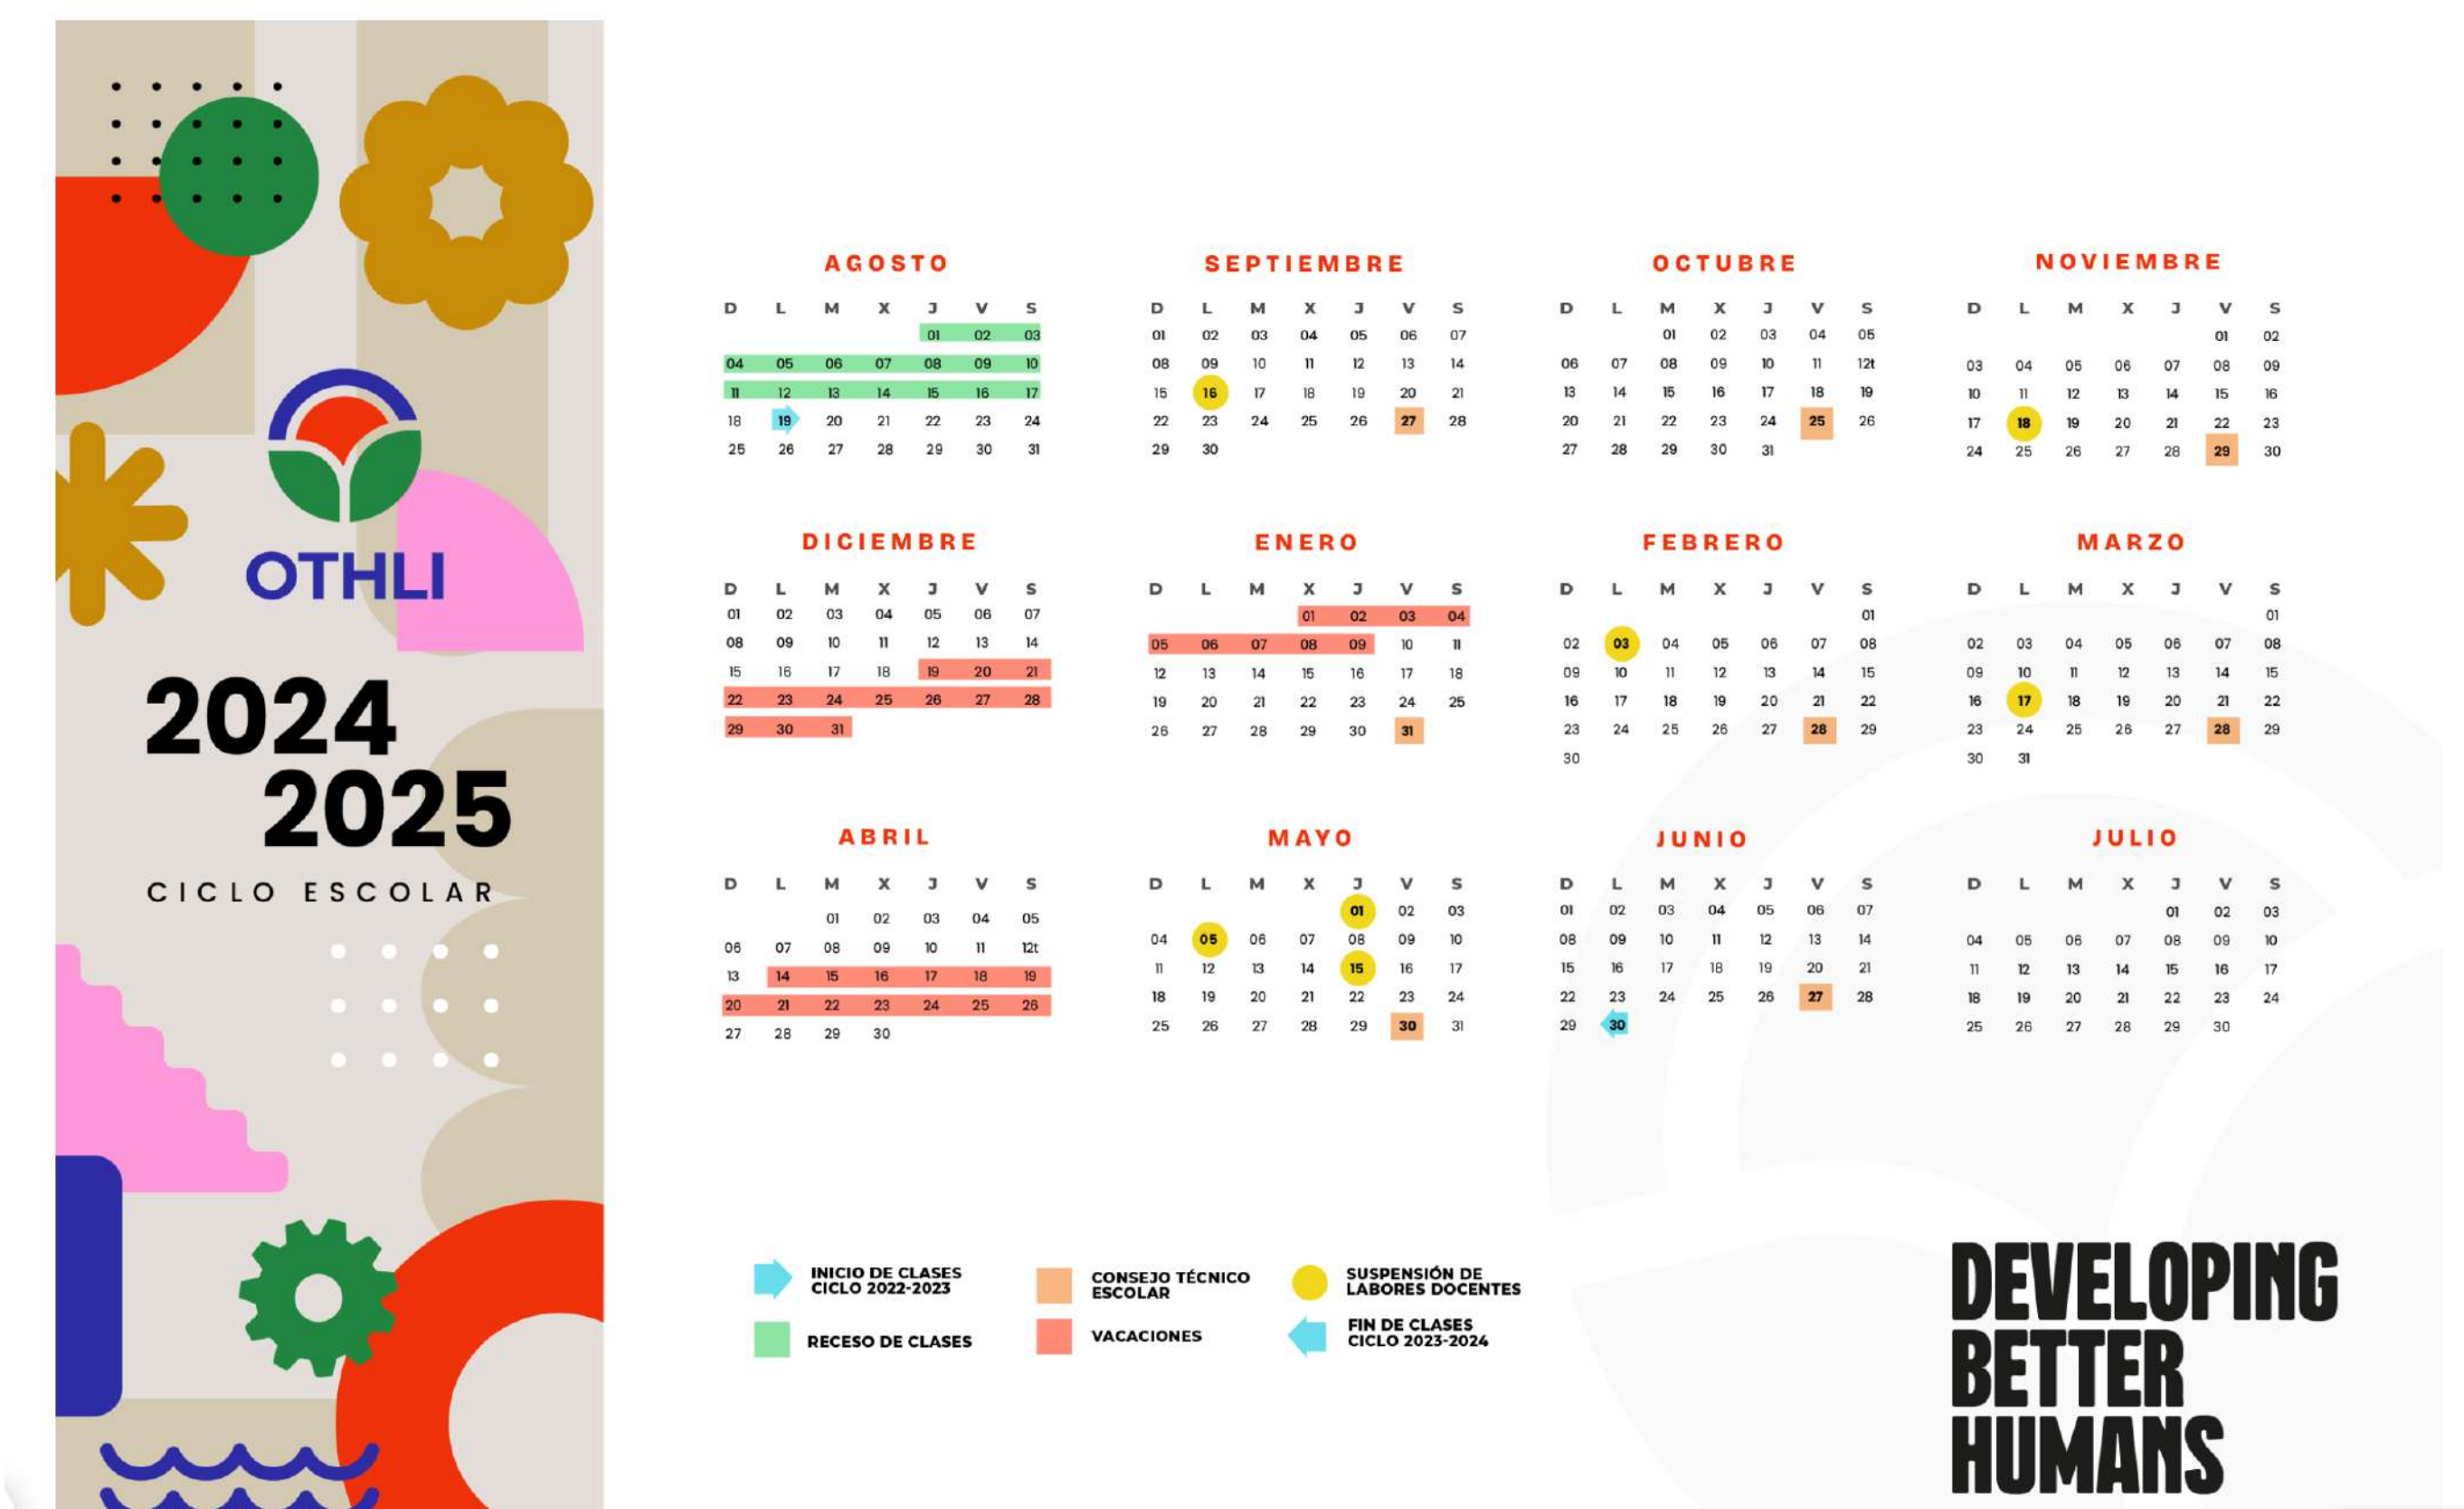 OTHLI
2024
2025
CICLO ESCOLAR
AGOSTO
D L M X J V S
01 02 03
04 05 06 07 08 09 10
11 12 13 14 15 16 17
18 19 20 21 22 23 24
25 26 27 28 29 30 31
SEPTIEMBRE
D L M X J V S
01 02 03 04 05 06 07
08 09 10 11 12 13 14
15 16 17 18 19 20 21
22 23 24 25 26 27 28
29 30
OCTUBRE
D L M X J V S
01 02 03 04 05
06 07 08 09 10 11 12t
13 14 15 16 17 18 19
20 21 22 23 24 25 26
27 28 29 30 31
NOVIEMBRE
D L M X J V S
01 02
03 04 05 06 07 08 09
10 11 12 13 14 15 16
17 18 19 20 21 22 23
24 25 26 27 28 29 30
DICIEMBRE
D L M X J V S
01 02 03 04 05 06 07
08 09 10 11 12 13 14
15 16 17 18 19 20 21
22 23 24 25 26 27 28
29 30 31
ENERO
D L M X J V S
01 02 03 04
05 06 07 08 09 10 11
12 13 14 15 16 17 18
19 20 21 22 23 24 25
26 27 28 29 30 31
FEBRERO
D L M X J V S
01
02 03 04 05 06 07 08
09 10 11 12 13 14 15
16 17 18 19 20 21 22
23 24 25 26 27 28 29
30
MARZO
D L M X J V S
01
02 03 04 05 06 07 08
09 10 11 12 13 14 15
16 17 18 19 20 21 22
23 24 25 26 27 28 29
30 31
ABRIL
D L M X J V S
01 02 03 04 05
06 07 08 09 10 11 12t
13 14 15 16 17 18 19
20 21 22 23 24 25 26
27 28 29 30
MAYO
D L M X J V S
01 02 03
04 05 06 07 08 09 10
11 12 13 14 15 16 17
18 19 20 21 22 23 24
25 26 27 28 29 30 31
JUNIO
D L M X J V S
01 02 03 04 05 06 07
08 09 10 11 12 13 14
15 16 17 18 19 20 21
22 23 24 25 26 27 28
29 30
JULIO
D L M X J V S
01 02 03
04 05 06 07 08 09 10
11 12 13 14 15 16 17
18 19 20 21 22 23 24
25 26 27 28 29 30
INICIO DE CLASES
CICLO 2022-2023
RECESO DE CLASES
CONSEJO TÉCNICO
ESCOLAR
VACACIONES
SUSPENSIÓN DE
LABORES DOCENTES
FIN DE CLASES
CICLO 2023-2024
DEVELOPING
BETTER
HUMANS